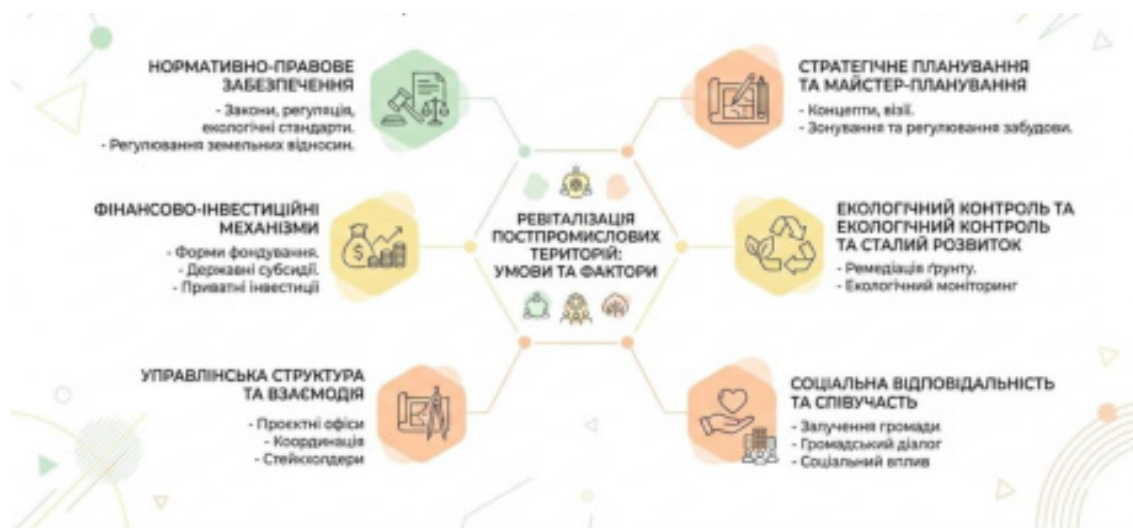 НОРМАТИВНО-ПРАВОВЕ
ЗАБЕЗПЕЧЕННЯ
- Закони, регуляція,
екологічні стандарти.
- Регулювання земельних відносин.
ФІНАНСОВО-ІНВЕСТИЦІЙНІ
МЕХАНІЗМИ
- Форми фондування.
- Державні субсидії.
- Приватні інвестиції
УПРАВЛІНСЬКА СТРУКТУРА
ТА ВЗАЄМОДІЯ
- Проєктні офіси
- Координація
- Стейкхолдери
РЕВІТАЛІЗАЦІЯ
ПОСТПРОМИСЛОВИХ
ТЕРИТОРІЙ:
УМОВИ ТА ФАКТОРИ
СТРАТЕГІЧНЕ ПЛАНУВАННЯ
ТА МАЙСТЕР-ПЛАНУВАННЯ
- Концепти, візії.
- Зонування та регулювання забудови.
ЕКОЛОГІЧНИЙ КОНТРОЛЬ ТА
ЕКОЛОГІЧНИЙ КОНТРОЛЬ
ТА СТАЛИЙ РОЗВИТОК
- Ремедіація ґрунту.
- Екологічний моніторинг
СОЦІАЛЬНА ВІДПОВІДАЛЬНІСТЬ
ТА СПІВУЧАСТЬ
- Залучення громади
- Громадський діалог
- Соціальний вплив